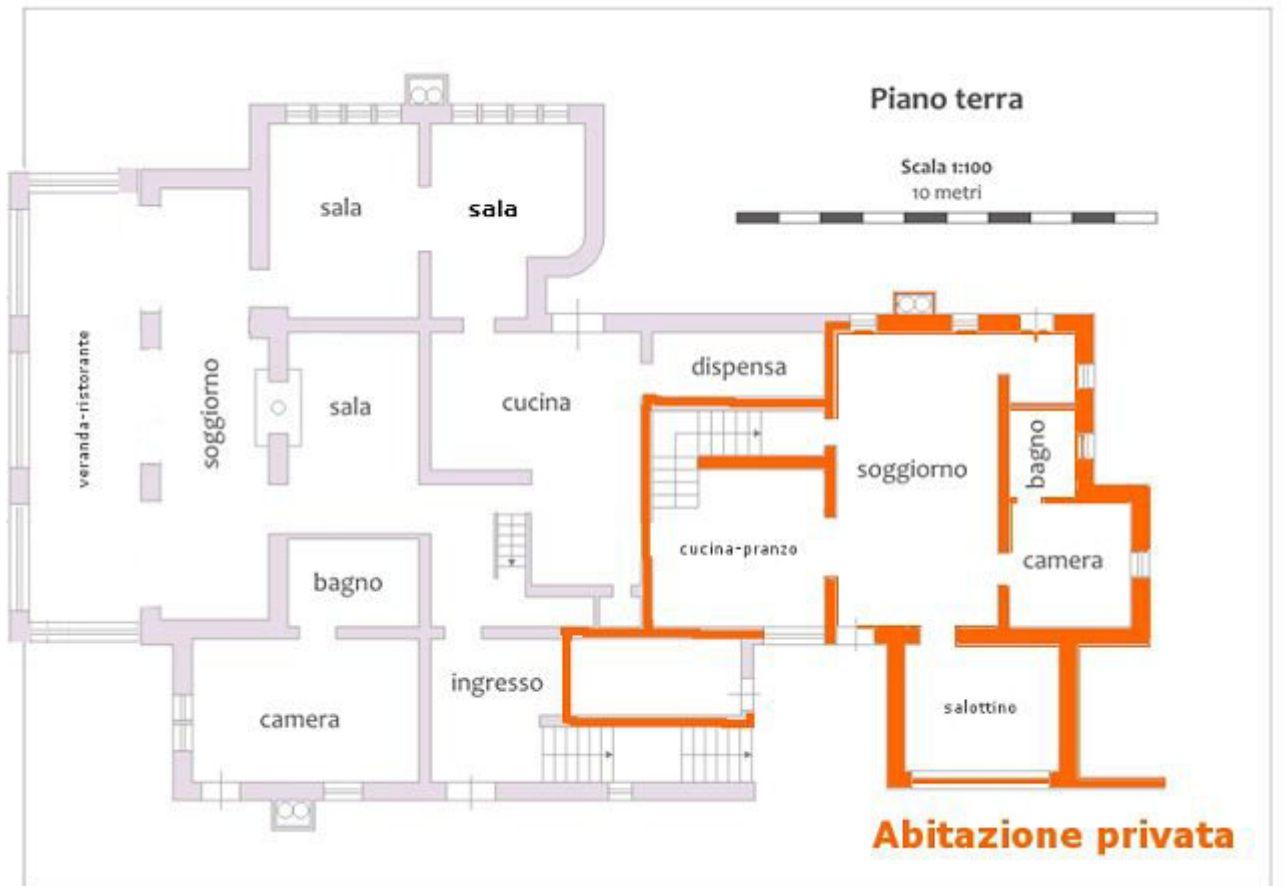 Piano terra
Scala 1:100
10 metri
sala
sala
veranda-ristorante
soggiorno
sala
cucina
dispensa
soggiorno
bagno
cucina-pranzo
camera
bagno
ingresso
camera
salottino
Abitazione privata